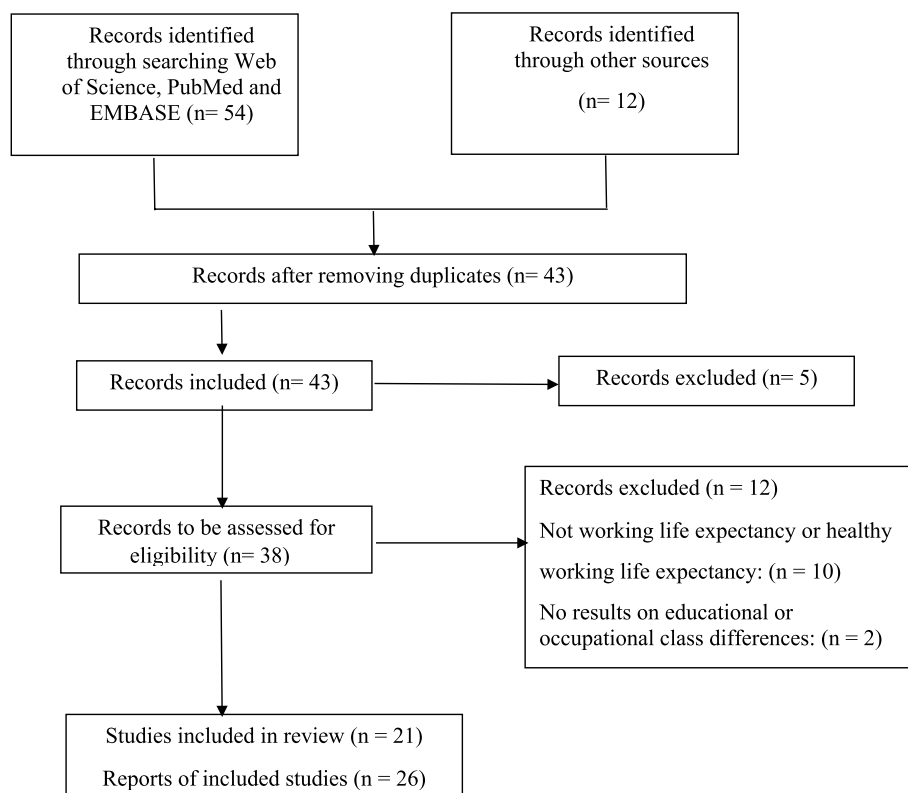 Records identified
through searching Web
of Science, PubMed and
EMBASE (n= 54)
Records identified
through other sources
(n= 12)
Records after removing duplicates (n= 43)
Records included (n= 43)
Records excluded (n= 5)
Records to be assessed for
eligibility (n= 38)
Records excluded (n = 12)
Not working life expectancy or healthy
working life expectancy: (n = 10)
No results on educational or
occupational class differences: (n = 2)
Studies included in review (n = 21)
Reports of included studies (n = 26)